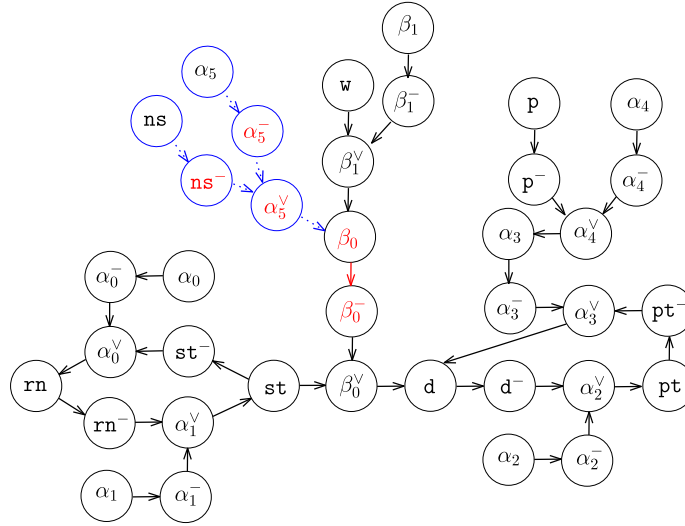 β₁
α₅
w
β₁⁻
p
α₄
ns
α₅⁻
β₁^∨
ns⁻
p⁻
α₄⁻
α₅^∨
β₀
α₃
α₄^∨
α₀⁻
α₀
β₀⁻
α₃⁻
α₃^∨
pt⁻
α₀^∨
st⁻
rn
st
β₀^∨
d
d⁻
α₂^∨
pt
rn⁻
α₁^∨
α₂
α₂⁻
α₁
α₁⁻